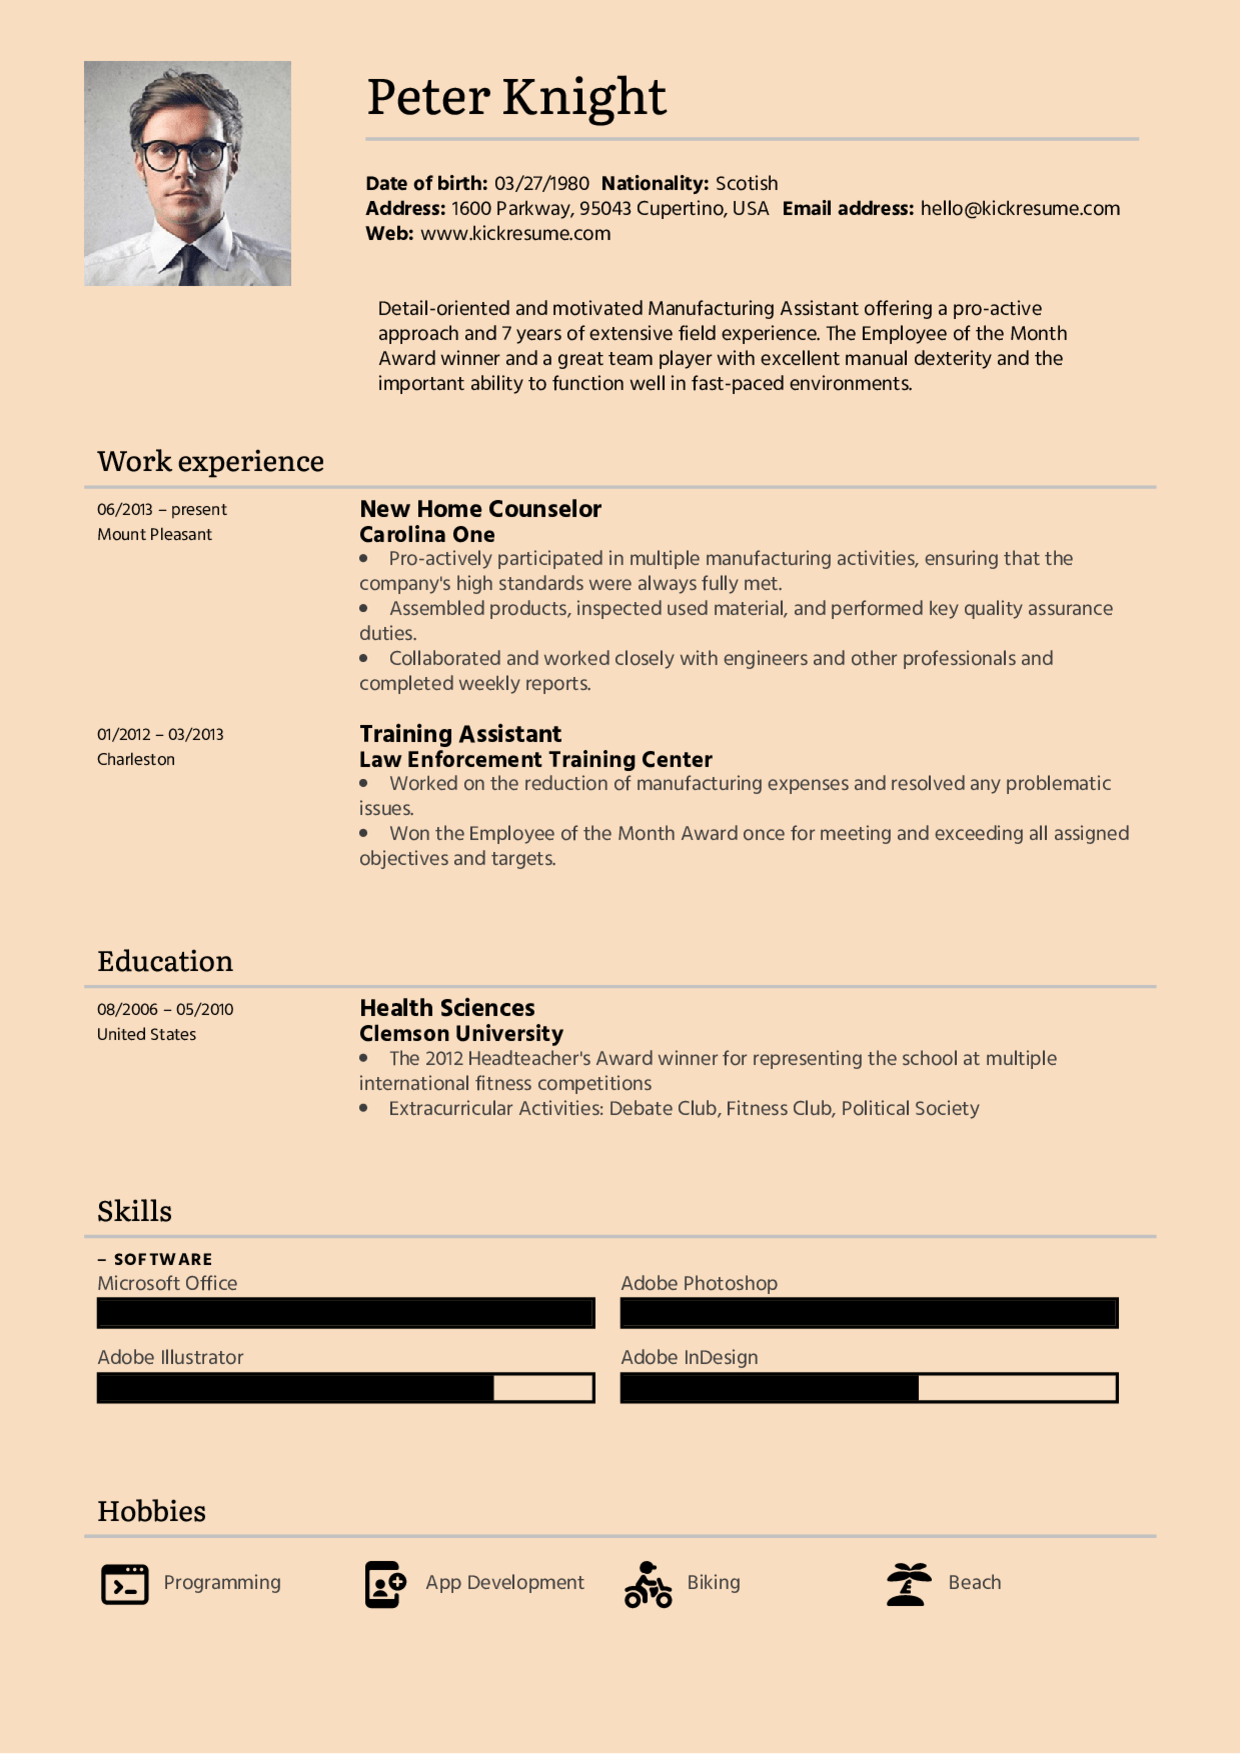 Peter Knight
Date of birth: 03/27/1980 Nationality: Scotish
Address: 1600 Parkway, 95043 Cupertino, USA Email address: hello@kickresume.com
Web: www.kickresume.com
Detail-oriented and motivated Manufacturing Assistant offering a pro-active
approach and 7 years of extensive field experience. The Employee of the Month
Award winner and a great team player with excellent manual dexterity and the
important ability to function well in fast-paced environments.
Work experience
06/2013 – present
Mount Pleasant
New Home Counselor
Carolina One
• Pro-actively participated in multiple manufacturing activities, ensuring that the
company's high standards were always fully met.
• Assembled products, inspected used material, and performed key quality assurance
duties.
• Collaborated and worked closely with engineers and other professionals and
completed weekly reports.
01/2012 – 03/2013
Charleston
Training Assistant
Law Enforcement Training Center
• Worked on the reduction of manufacturing expenses and resolved any problematic
issues.
• Won the Employee of the Month Award once for meeting and exceeding all assigned
objectives and targets.
Education
08/2006 – 05/2010
United States
Health Sciences
Clemson University
• The 2012 Headteacher's Award winner for representing the school at multiple
international fitness competitions
• Extracurricular Activities: Debate Club, Fitness Club, Political Society
Skills
– SOFTWARE
Microsoft Office
Adobe Photoshop
Adobe Illustrator
Adobe InDesign
Hobbies
Programming
App Development
Biking
Beach